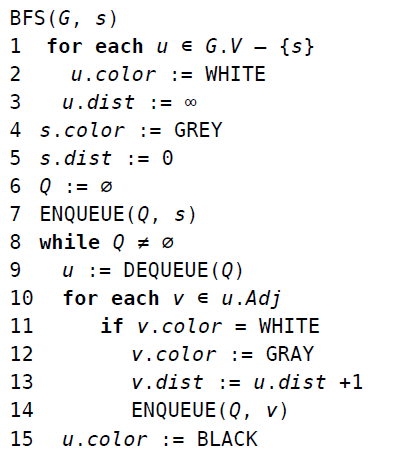 BFS(G, s)
1 for each u ∈ G.V – {s}
2 u.color := WHITE
3 u.dist := ∞
4 s.color := GREY
5 s.dist := 0
6 Q := ∅
7 ENQUEUE(Q, s)
8 while Q ≠ ∅
9 u := DEQUEUE(Q)
10 for each v ∈ u.Adj
11 if v.color = WHITE
12 v.color := GRAY
13 v.dist := u.dist +1
14 ENQUEUE(Q, v)
15 u.color := BLACK